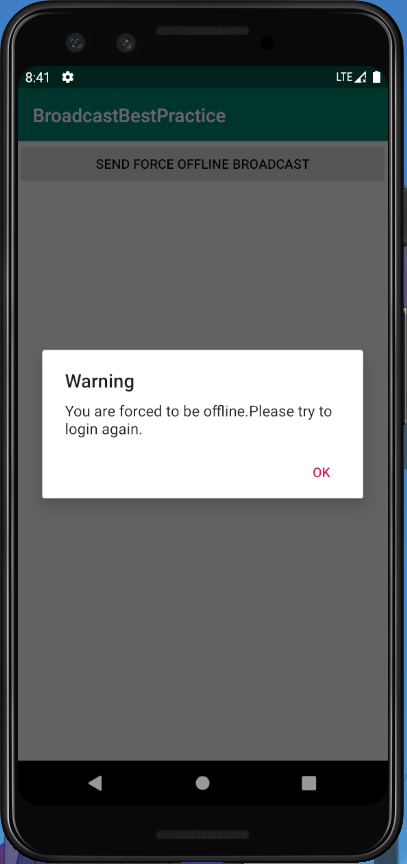 8:41 LTE
BroadcastBestPractice
SEND FORCE OFFLINE BROADCAST
Warning
You are forced to be offline.Please try to
login again.
OK